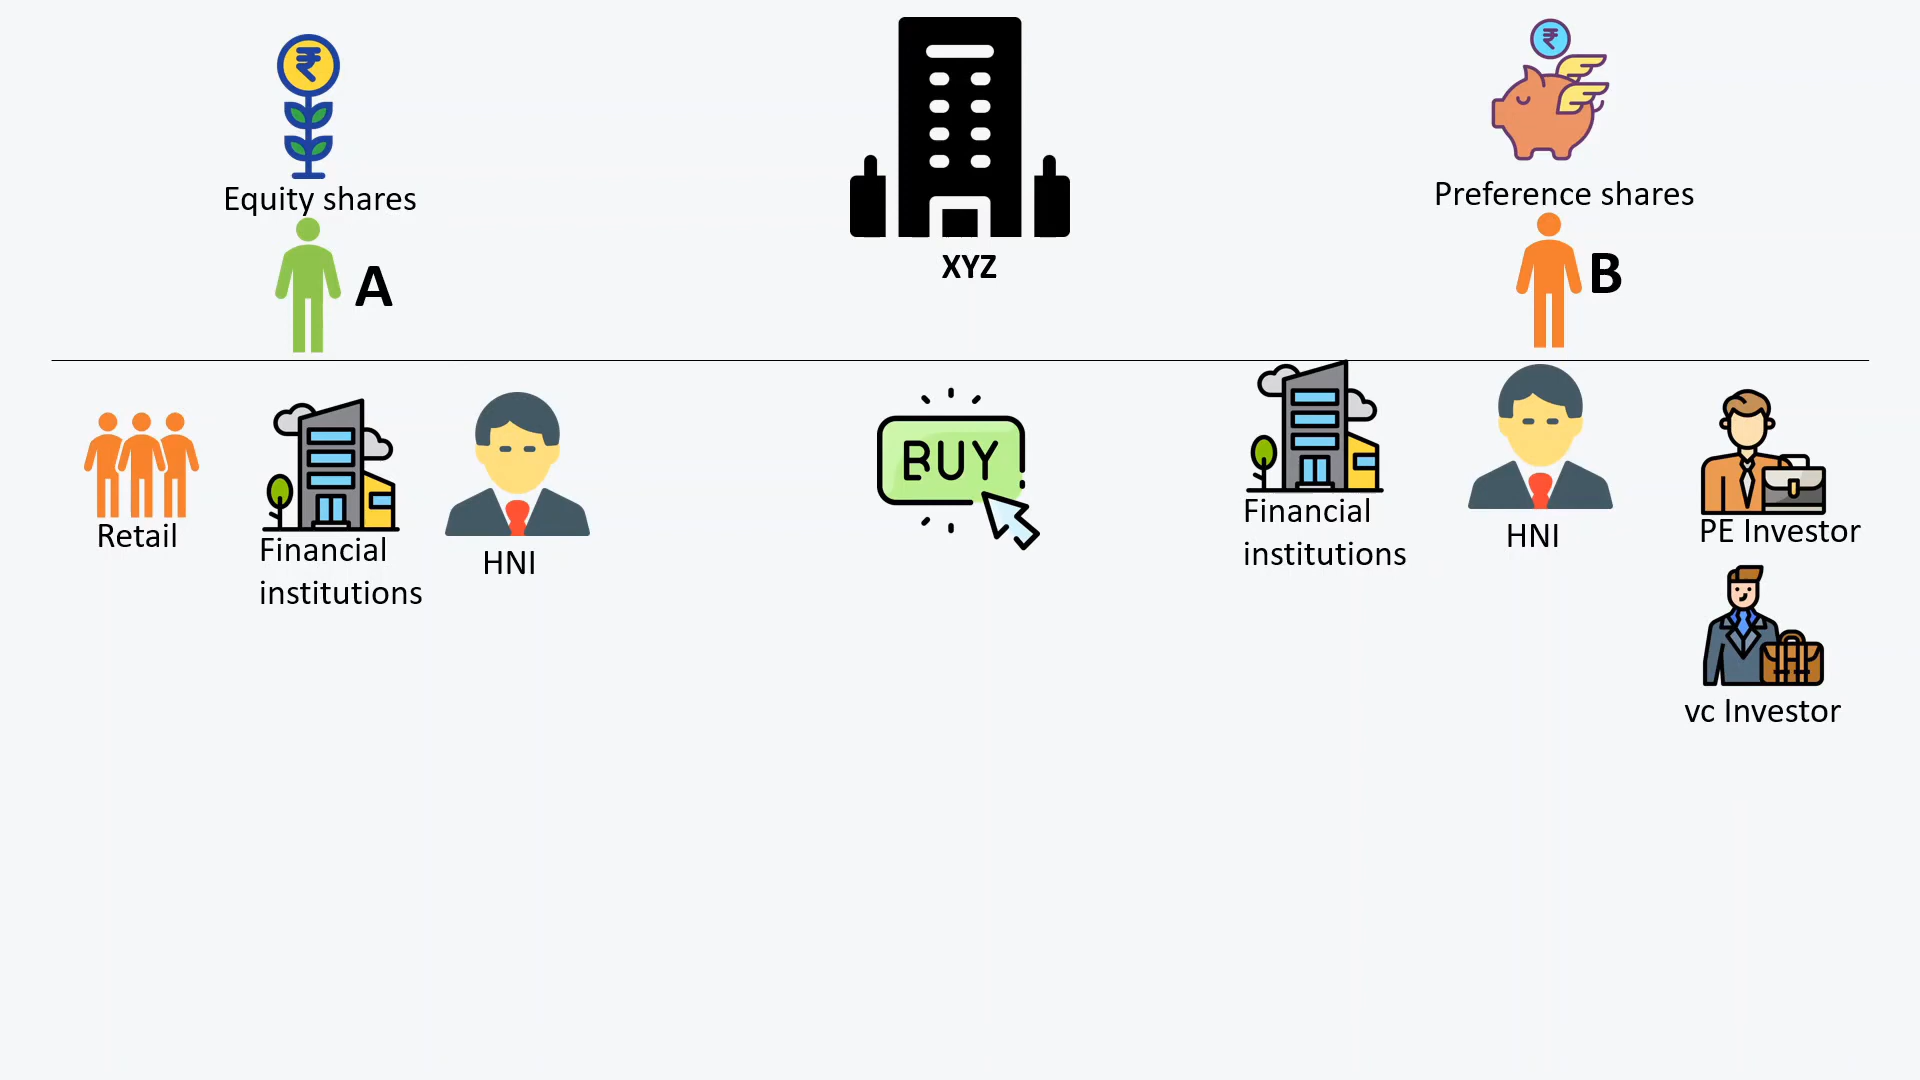 Equity shares
A
XYZ
Preference shares
B
Retail
Financial
institutions
HNI
BUY
Financial
institutions
HNI
PE Investor
vc Investor